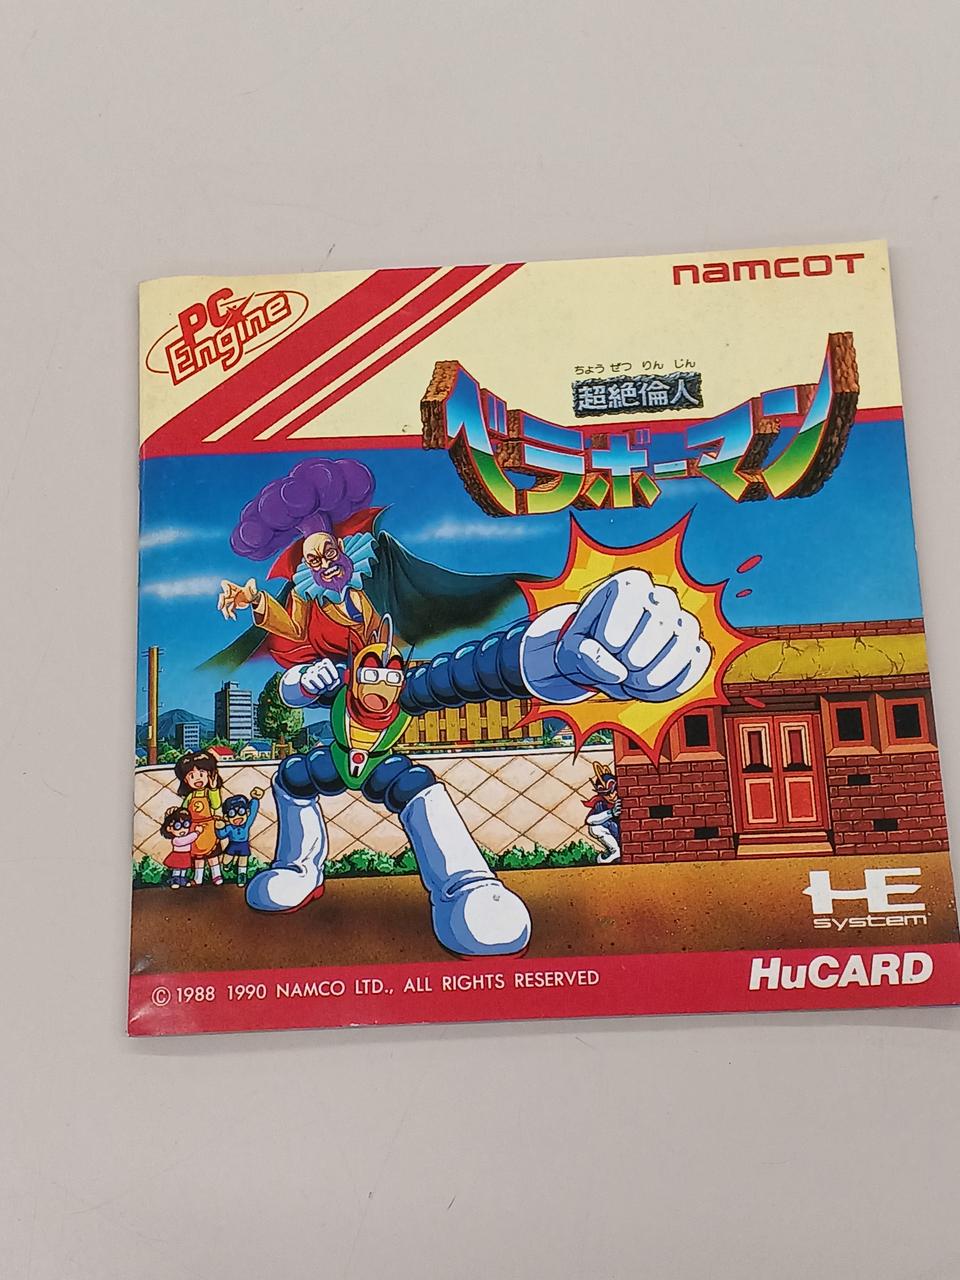 PC Engine
namcot
ちょう ぜつ りん じん
超絶倫人
ベラボーマン
HE
system
HuCARD
© 1988 1990 NAMCO LTD., ALL RIGHTS RESERVED